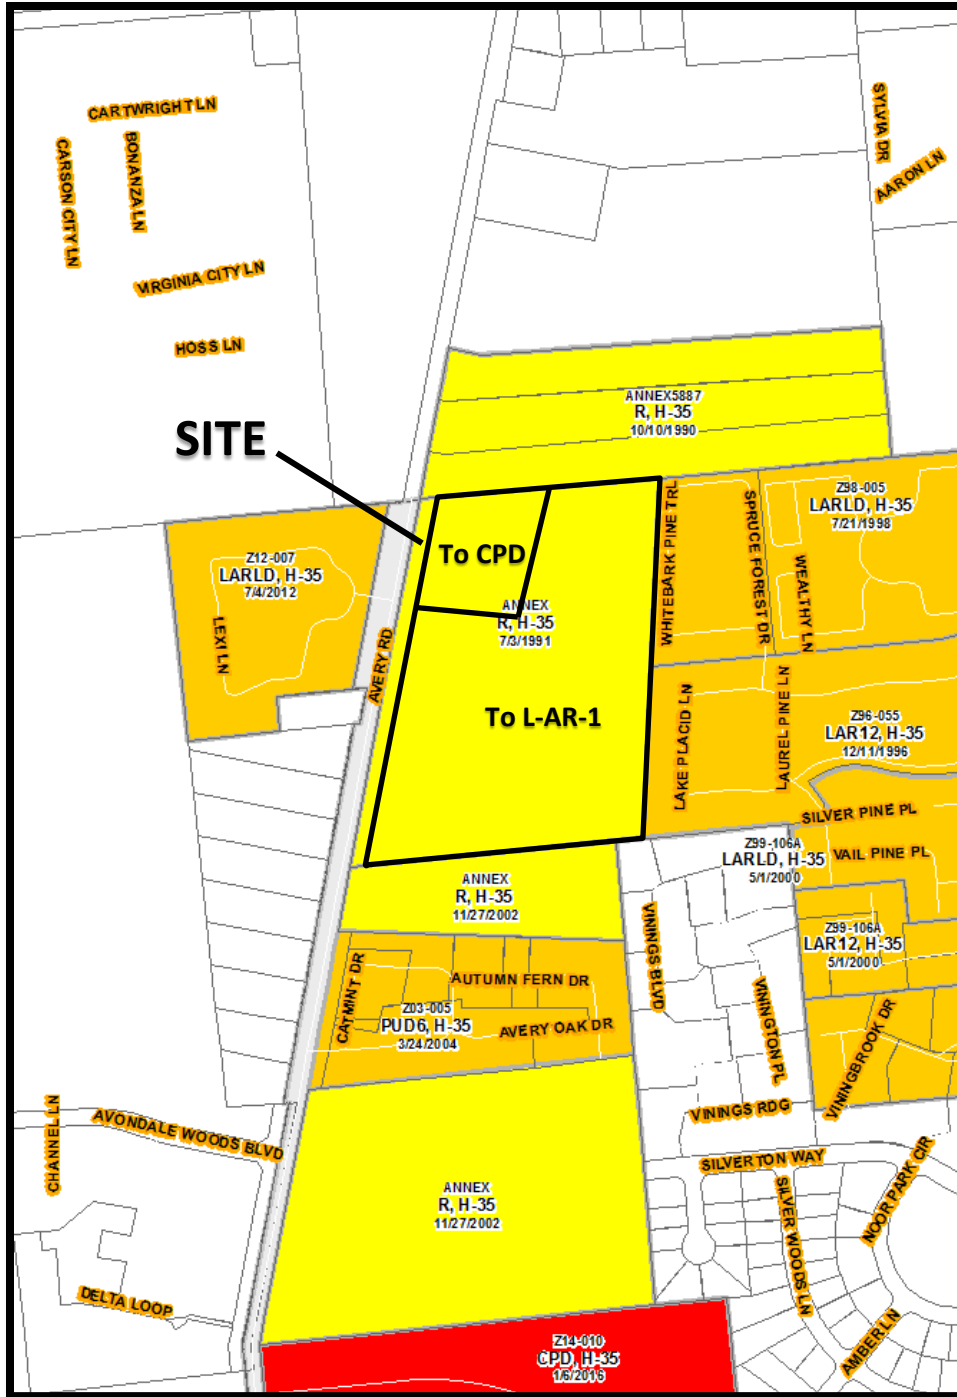 CARTWRIGHT LN
BONANZA LN
CARSON CITY LN
VIRGINIA CITY LN
HOSS LN
SYLVIA DR
AARON LN
ANNEX5887
R, H-35
10/10/1990
SITE
Z12-007
LARLD, H-35
7/4/2012
LEXI LN
AVERY RD
To CPD
ANNEX
R, H-35
7/3/1991
To L-AR-1
WHITEBARK PINE TRL
SPRUCE FOREST DR
WEALTHY LN
Z98-005
LARLD, H-35
7/21/1998
LAKE PLACID LN
LAUREL PINE LN
Z96-055
LAR12, H-35
12/11/1996
SILVER PINE PL
Z99-106A
LARLD, H-35
5/1/2000
VAIL PINE PL
ANNEX
R, H-35
11/27/2002
VININGS BLVD
Z99-106A
LAR12, H-35
5/1/2000
CATMINT DR
AUTUMN FERN DR
Z03-005
PUD6, H-35
3/24/2004
AVERY OAK DR
VININGTON PL
VININGBROOK DR
CHANNEL LN
AVONDALE WOODS BLVD
VININGS RDG
SILVERTON WAY
NOOR PARK CIR
ANNEX
R, H-35
11/27/2002
SILVER WOODS LN
DELTA LOOP
AMBER LN
Z14-010
CPD, H-35
1/6/2016